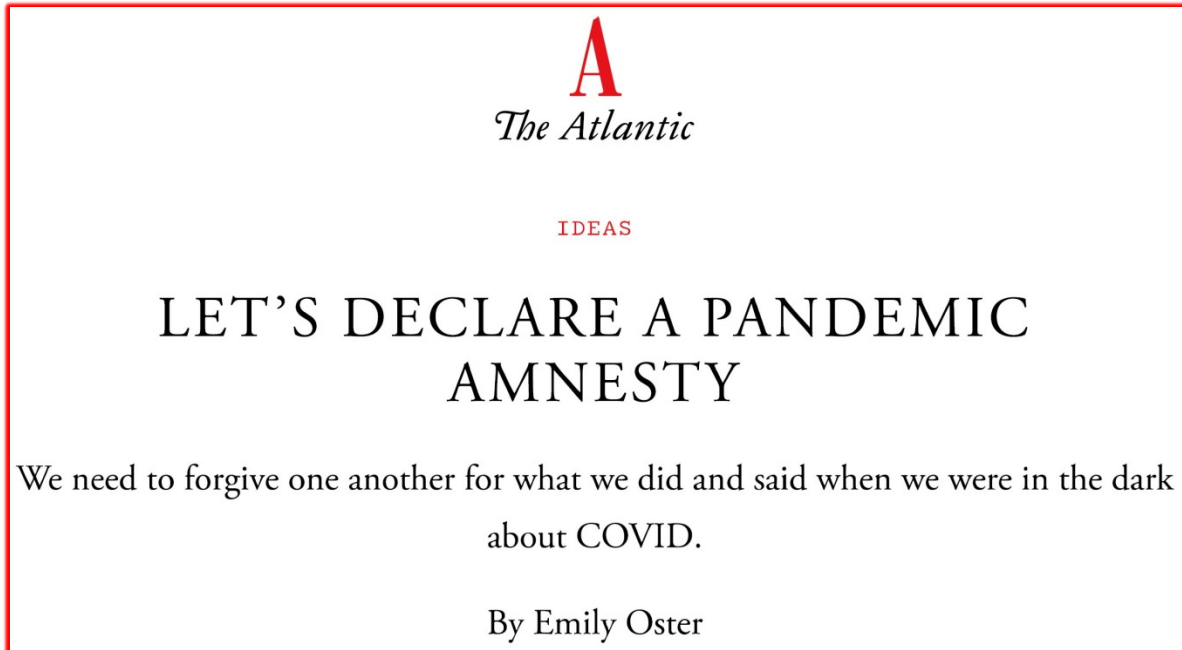 A
The Atlantic
IDEAS
LET’S DECLARE A PANDEMIC
AMNESTY
We need to forgive one another for what we did and said when we were in the dark
about COVID.
By Emily Oster